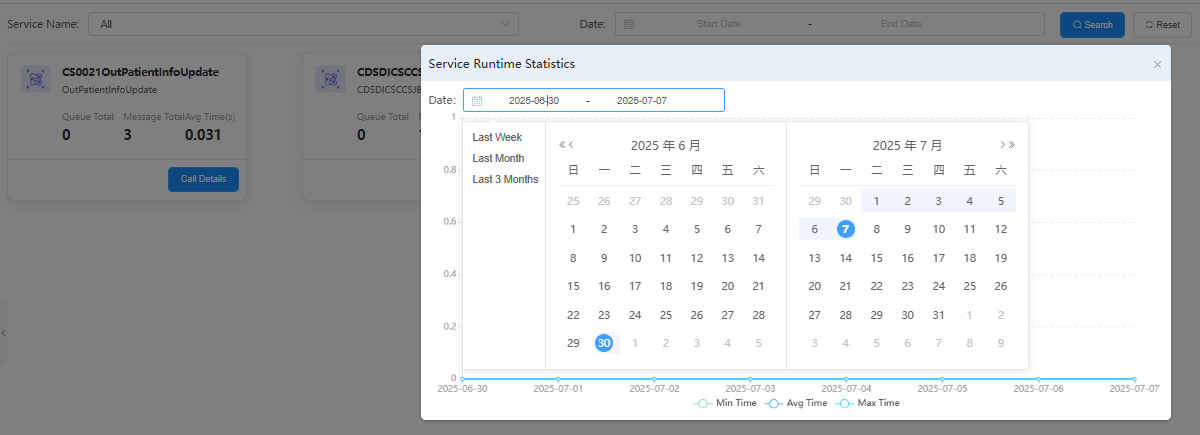 Service Name: All Date: Start Date - End Date Search Reset
CS0021OutPatientInfoUpdate
OutPatientInfoUpdate
Queue Total Message Total Avg Time(s)
0 3 0.031
Call Details
CDSDICSCCS
CDSDICSCCSJE
Queue Total
0
Service Runtime Statistics
Date: 2025-06-30 - 2025-07-07
Last Week
Last Month
Last 3 Months
2025 年 6 月
日 一 二 三 四 五 六
25 26 27 28 29 30 31
1 2 3 4 5 6 7
8 9 10 11 12 13 14
15 16 17 18 19 20 21
22 23 24 25 26 27 28
29 30 1 2 3 4 5
2025 年 7 月
日 一 二 三 四 五 六
29 30 1 2 3 4 5
6 7 8 9 10 11 12
13 14 15 16 17 18 19
20 21 22 23 24 25 26
27 28 29 30 31 1 2
3 4 5 6 7 8 9
1
0.8
0.6
0.4
0.2
0
2025-06-30 2025-07-01 2025-07-02 2025-07-03 2025-07-04 2025-07-05 2025-07-06 2025-07-07
Min Time Avg Time Max Time